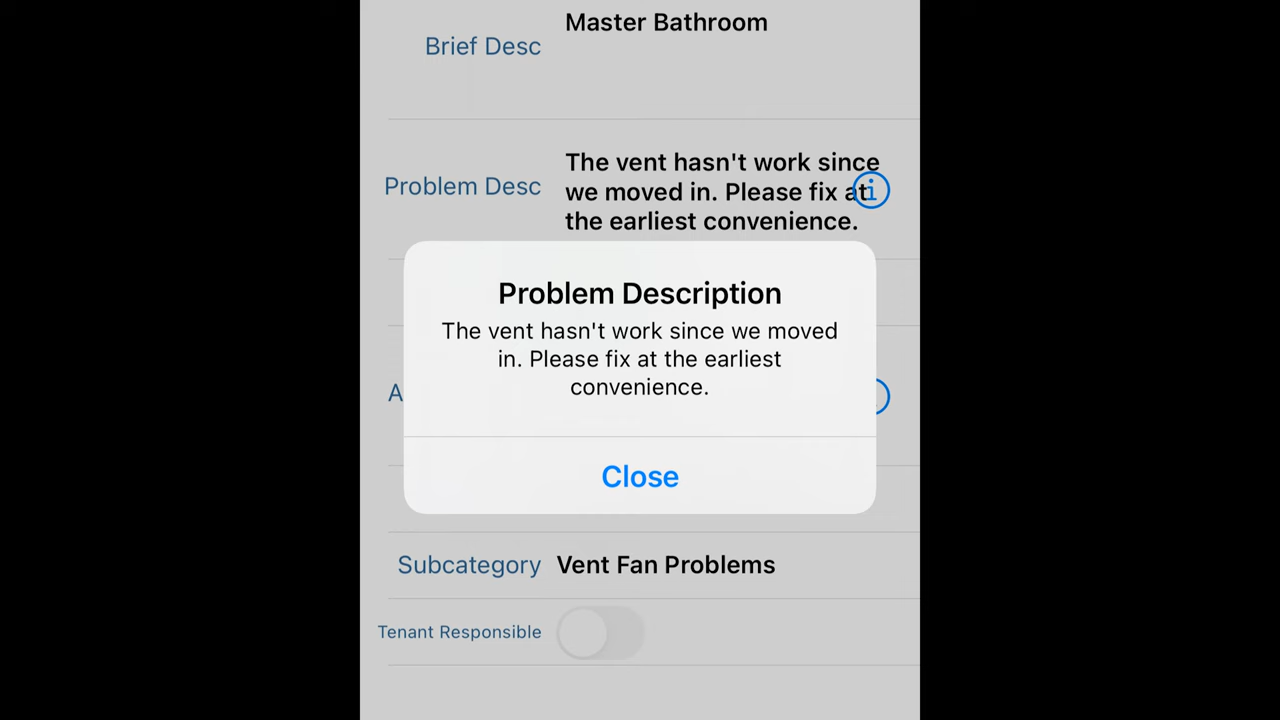 Master Bathroom
Brief Desc
The vent hasn't work since
Problem Desc
we moved in. Please fix at
the earliest convenience.
Problem Description
The vent hasn't work since we moved
in. Please fix at the earliest
convenience.
A
Close
Subcategory Vent Fan Problems
Tenant Responsible